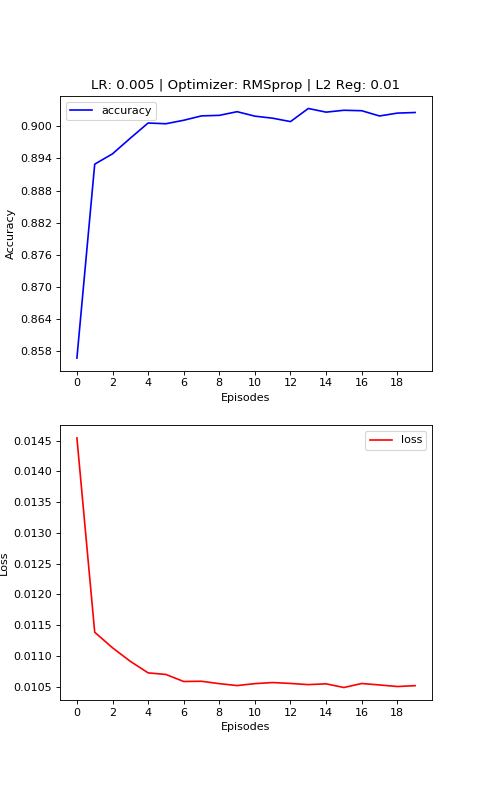 LR: 0.005 | Optimizer: RMSprop | L2 Reg: 0.01
accuracy
0.900
0.894
0.888
0.882
0.876
0.870
0.864
0.858
Accuracy
0 2 4 6 8 10 12 14 16 18
Episodes
loss
0.0145
0.0140
0.0135
0.0130
0.0125
0.0120
0.0115
0.0110
0.0105
Loss
0 2 4 6 8 10 12 14 16 18
Episodes